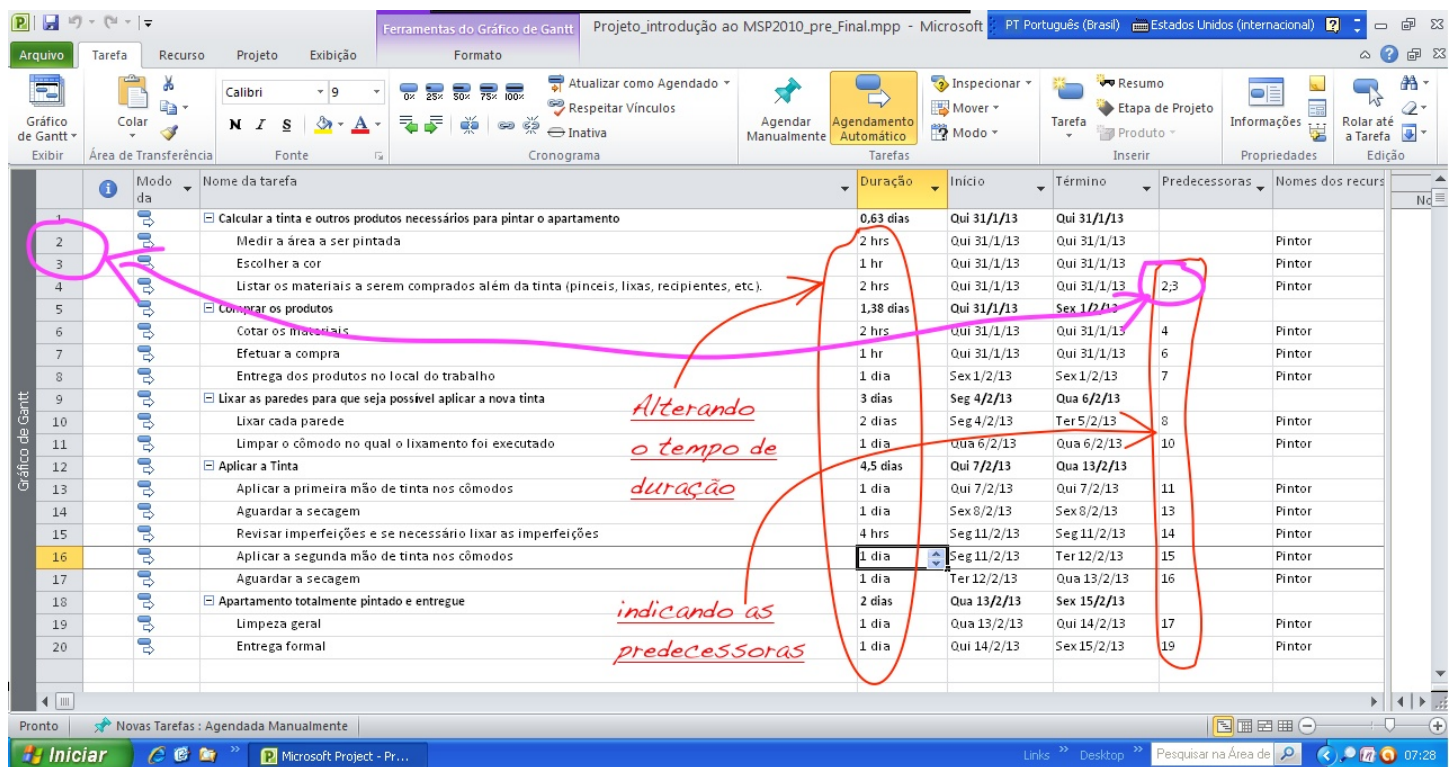 Ferramentas do Gráfico de Gantt
Projeto_introdução ao MSP2010_pre_Final.mpp - Microsoft
PT Português (Brasil) Estados Unidos (internacional)
Arquivo Tarefa Recurso Projeto Exibição Formato
Gráfico de Gantt
Exibir
Colar
Área de Transferência
Calibri 9
N I S
Fonte
0% 25% 50% 75% 100%
Atualizar como Agendado
Respeitar Vínculos
Inativa
Cronograma
Agendar Manualmente
Agendamento Automático
Inspecionar
Mover
Modo
Tarefas
Tarefa
Resumo
Etapa de Projeto
Produto
Inserir
Informações
Propriedades
Rolar até a Tarefa
Edição
Modo da Nome da tarefa Duração Início Término Predecessoras Nomes dos recurs
1 Calcular a tinta e outros produtos necessários para pintar o apartamento 0,63 dias Qui 31/1/13 Qui 31/1/13
2 Medir a área a ser pintada 2 hrs Qui 31/1/13 Qui 31/1/13 Pintor
3 Escolher a cor 1 hr Qui 31/1/13 Qui 31/1/13 Pintor
4 Listar os materiais a serem comprados além da tinta (pinceis, lixas, recipientes, etc). 2 hrs Qui 31/1/13 Qui 31/1/13 2;3 Pintor
5 Comprar os produtos 1,38 dias Qui 31/1/13 Sex 1/2/13
6 Cotar os materiais 2 hrs Qui 31/1/13 Qui 31/1/13 4 Pintor
7 Efetuar a compra 1 hr Qui 31/1/13 Qui 31/1/13 6 Pintor
8 Entrega dos produtos no local do trabalho 1 dia Sex 1/2/13 Sex 1/2/13 7 Pintor
9 Lixar as paredes para que seja possivel aplicar a nova tinta 3 dias Seg 4/2/13 Qua 6/2/13
10 Lixar cada parede 2 dias Seg 4/2/13 Ter 5/2/13 8 Pintor
11 Limpar o cômodo no qual o lixamento foi executado 1 dia Qua 6/2/13 Qua 6/2/13 10 Pintor
12 Aplicar a Tinta 4,5 dias Qui 7/2/13 Qua 13/2/13
13 Aplicar a primeira mão de tinta nos cômodos 1 dia Qui 7/2/13 Qui 7/2/13 11 Pintor
14 Aguardar a secagem 1 dia Sex 8/2/13 Sex 8/2/13 13 Pintor
15 Revisar imperfeições e se necessário lixar as imperfeições 4 hrs Seg 11/2/13 Seg 11/2/13 14 Pintor
16 Aplicar a segunda mão de tinta nos cômodos 1 dia Seg 11/2/13 Ter 12/2/13 15 Pintor
17 Aguardar a secagem 1 dia Ter 12/2/13 Qua 13/2/13 16 Pintor
18 Apartamento totalmente pintado e entregue 2 dias Qua 13/2/13 Sex 15/2/13
19 Limpeza geral 1 dia Qua 13/2/13 Qui 14/2/13 17 Pintor
20 Entrega formal 1 dia Qui 14/2/13 Sex 15/2/13 19 Pintor
Alterando
o tempo de
duração
indicando as
predecessoras
Gráfico de Gantt
Pronto Novas Tarefas : Agendada Manualmente
Iniciar Microsoft Project - Pr... Links Desktop Pesquisar na Área de 07:28